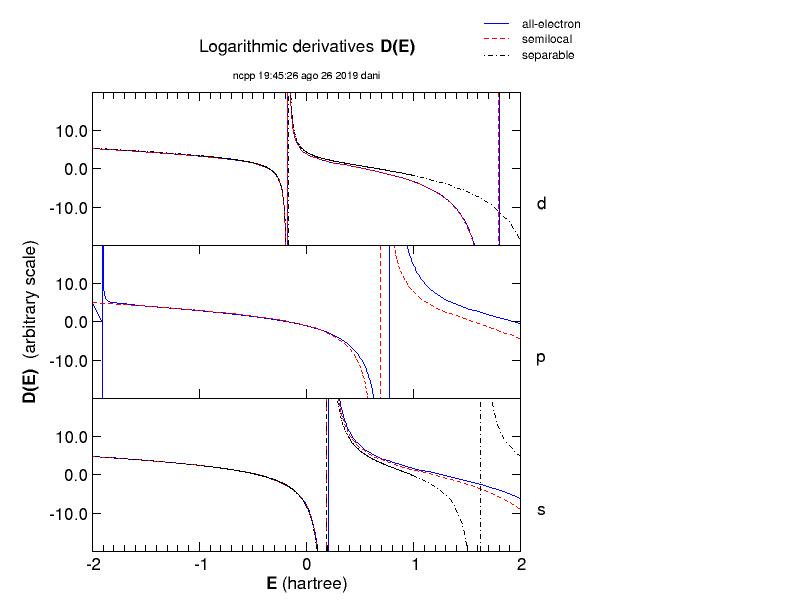 all-electron
semilocal
separable
Logarithmic derivatives D(E)
ncpp 19:45:26 ago 26 2019 dani
10.0
0.0
-10.0
d
10.0
0.0
-10.0
p
10.0
0.0
-10.0
s
D(E) (arbitrary scale)
-2 -1 0 1 2
E (hartree)